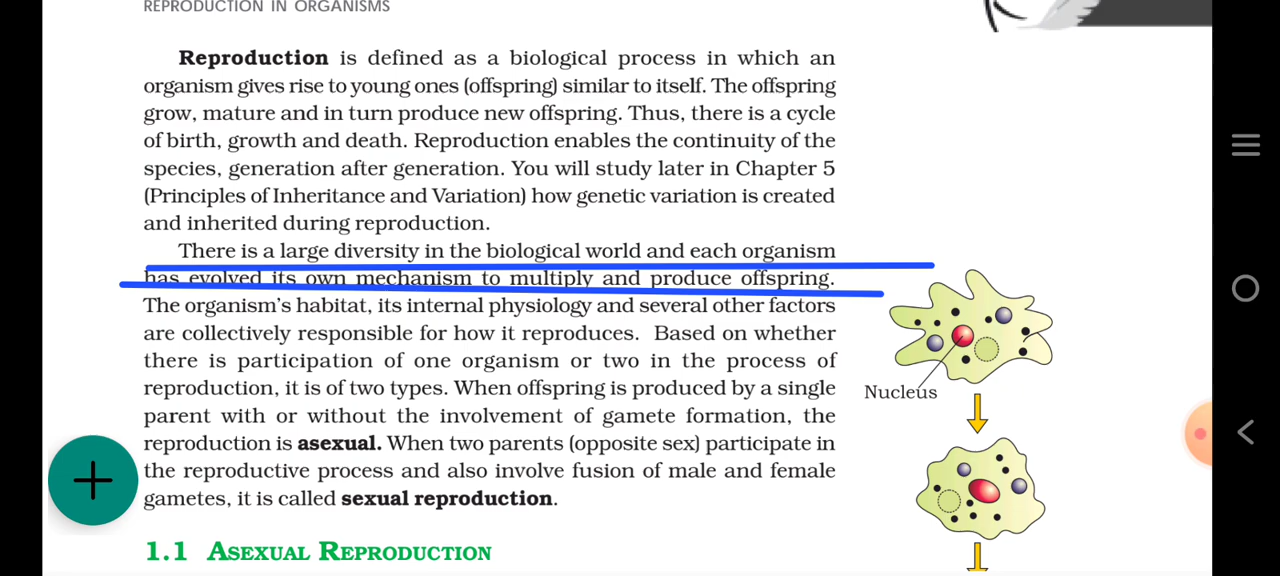 REPRODUCTION IN ORGANISMS
Reproduction is defined as a biological process in which an
organism gives rise to young ones (offspring) similar to itself. The offspring
grow, mature and in turn produce new offspring. Thus, there is a cycle
of birth, growth and death. Reproduction enables the continuity of the
species, generation after generation. You will study later in Chapter 5
(Principles of Inheritance and Variation) how genetic variation is created
and inherited during reproduction.
There is a large diversity in the biological world and each organism
has evolved its own mechanism to multiply and produce offspring.
The organism's habitat, its internal physiology and several other factors
are collectively responsible for how it reproduces. Based on whether
there is participation of one organism or two in the process of
reproduction, it is of two types. When offspring is produced by a single
parent with or without the involvement of gamete formation, the
reproduction is asexual. When two parents (opposite sex) participate in
the reproductive process and also involve fusion of male and female
gametes, it is called sexual reproduction.
1.1 ASEXUAL REPRODUCTION
Nucleus